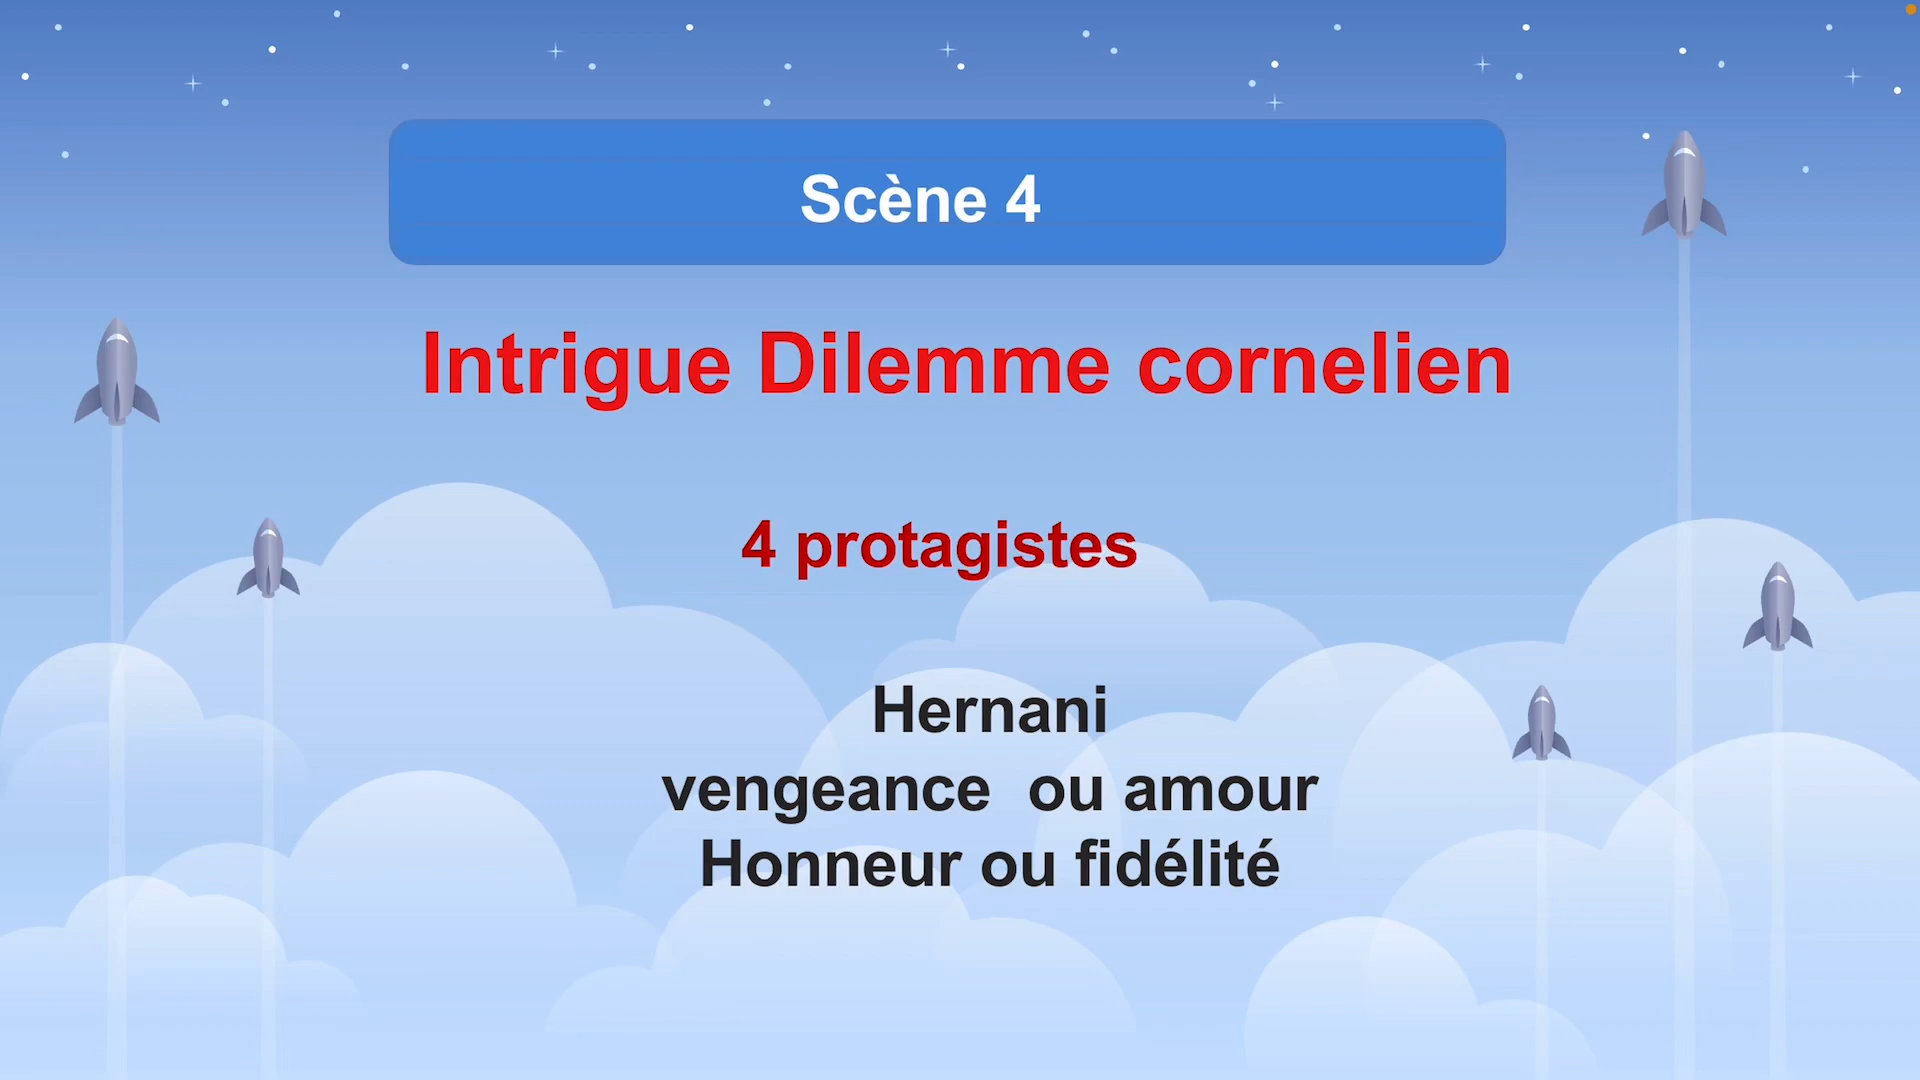 Scène 4
Intrigue Dilemme cornelien
4 protagistes
Hernani
vengeance  ou amour
Honneur ou fidélité